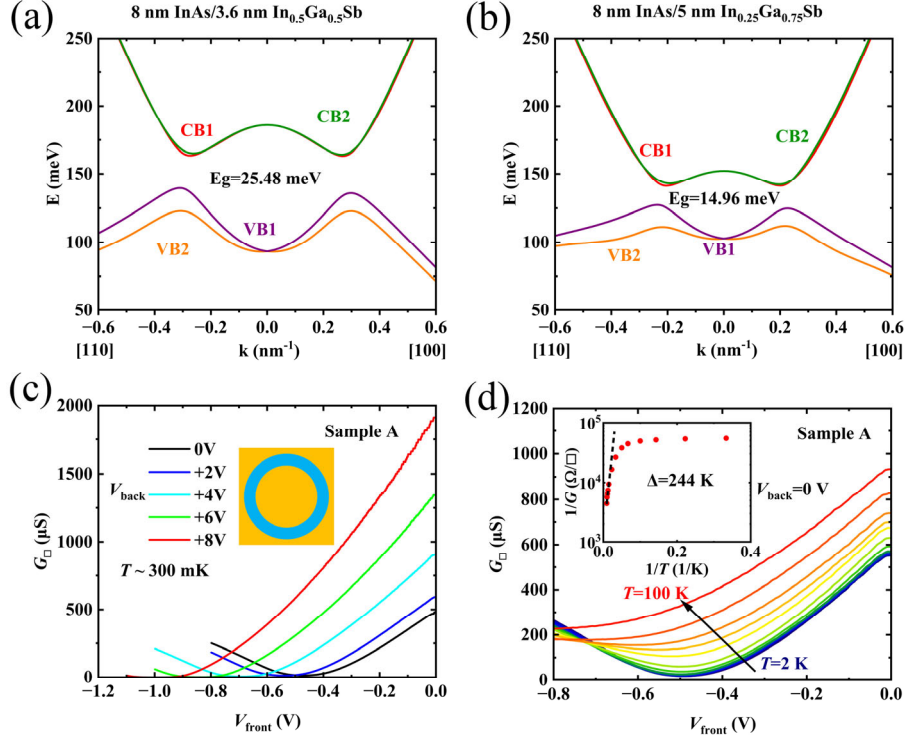 (a)
8 nm InAs/3.6 nm In0.5Ga0.5Sb
E (meV)
250
200
150
100
50
CB1
CB2
Eg=25.48 meV
VB1
VB2
−0.6 −0.4 −0.2 0.0 0.2 0.4 0.6
[110] k (nm-1) [100]
(b)
8 nm InAs/5 nm In0.25Ga0.75Sb
E (meV)
250
200
150
100
50
CB1
CB2
Eg=14.96 meV
VB2
VB1
−0.6 −0.4 −0.2 0.0 0.2 0.4 0.6
[110] k (nm-1) [100]
(c)
G□ (μS)
2000
1500
1000
500
0
Sample A
Vback
0V
+2V
+4V
+6V
+8V
T ~ 300 mK
−1.2 −1.0 −0.8 −0.6 −0.4 −0.2 0.0
Vfront (V)
(d)
G□ (μS)
1200
1000
800
600
400
200
0
Sample A
1/G (Ω/□)
10^5
10^4
10^3
Δ=244 K
0.0 0.2 0.4
1/T (1/K)
Vback=0 V
T=100 K
T=2 K
−0.8 −0.6 −0.4 −0.2 0.0
Vfront (V)